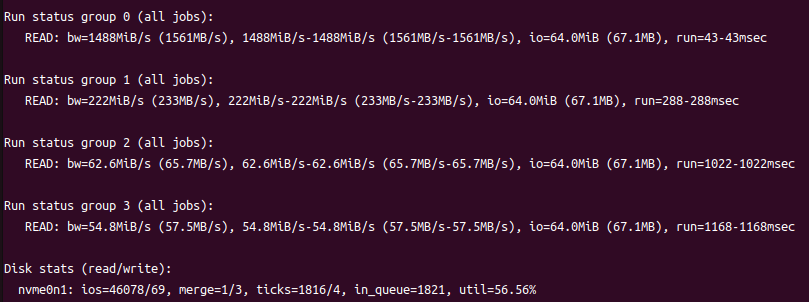 Run status group 0 (all jobs):
READ: bw=1488MiB/s (1561MB/s), 1488MiB/s-1488MiB/s (1561MB/s-1561MB/s), io=64.0MiB (67.1MB), run=43-43msec
Run status group 1 (all jobs):
READ: bw=222MiB/s (233MB/s), 222MiB/s-222MiB/s (233MB/s-233MB/s), io=64.0MiB (67.1MB), run=288-288msec
Run status group 2 (all jobs):
READ: bw=62.6MiB/s (65.7MB/s), 62.6MiB/s-62.6MiB/s (65.7MB/s-65.7MB/s), io=64.0MiB (67.1MB), run=1022-1022msec
Run status group 3 (all jobs):
READ: bw=54.8MiB/s (57.5MB/s), 54.8MiB/s-54.8MiB/s (57.5MB/s-57.5MB/s), io=64.0MiB (67.1MB), run=1168-1168msec
Disk stats (read/write):
nvme0n1: ios=46078/69, merge=1/3, ticks=1816/4, in_queue=1821, util=56.56%